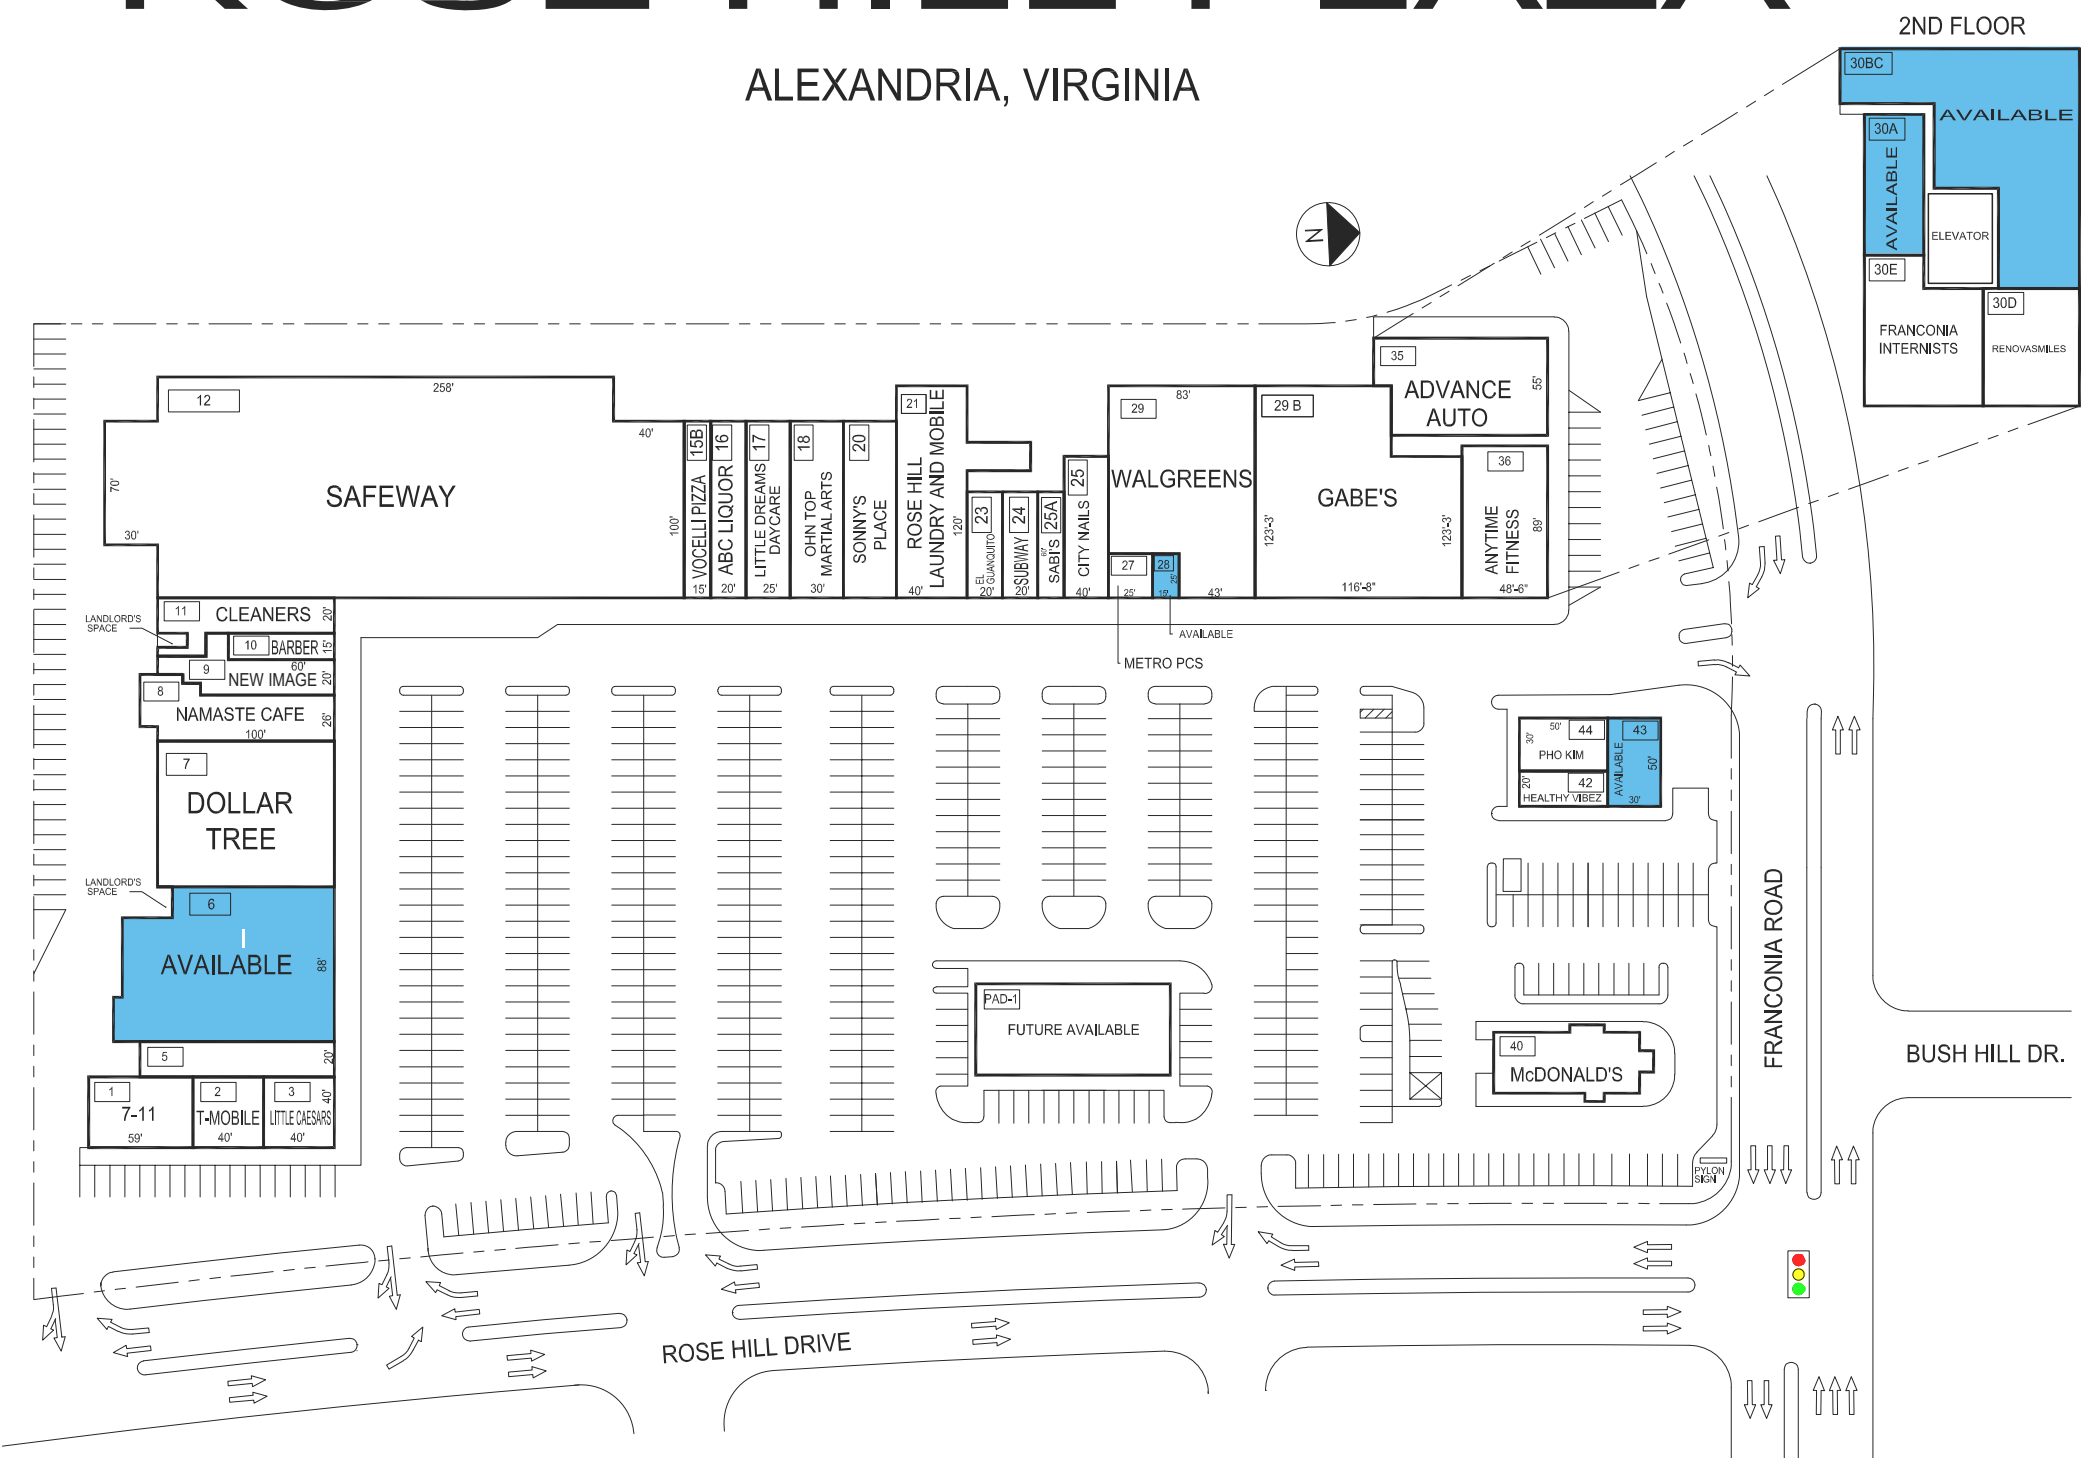 ROSE HILL PLAZA
ALEXANDRIA, VIRGINIA
2ND FLOOR
30BC
AVAILABLE
30A
AVAILABLE
ELEVATOR
30E
FRANCONIA
INTERNISTS
30D
RENOVASMILES
N
12
258'
40'
70'
30'
SAFEWAY
100'
15B
VOCELLI PIZZA
15'
16
ABC LIQUOR
20'
17
LITTLE DREAMS
DAYCARE
25'
18
OHN TOP
MARTIAL ARTS
30'
20
SONNY'S
PLACE
21
ROSE HILL
LAUNDRY AND MOBILE
120'
40'
23
EL
GUANQUITO
20'
24
SUBWAY
20'
25A
SABI'S
60'
25
CITY NAILS
40'
29
83'
WALGREENS
123'-3'
43'
27
25'
28
25'
15'
AVAILABLE
METRO PCS
29 B
GABE'S
123'-3'
116'-8"
35
ADVANCE
AUTO
55'
36
ANYTIME
FITNESS
89'
48'-6"
11
CLEANERS
20'
LANDLORD'S
SPACE
10
BARBER
15'
9
60'
NEW IMAGE
20'
8
NAMASTE CAFE
26'
100'
7
DOLLAR
TREE
LANDLORD'S
SPACE
6
AVAILABLE
88'
5
20'
1
7-11
59'
2
T-MOBILE
40'
3
LITTLE CAESARS
40'
40'
PAD-1
FUTURE AVAILABLE
44
50'
30'
PHO KIM
42
20'
HEALTHY VIBEZ
43
AVAILABLE
50'
30'
40
McDONALD'S
PYLON
SIGN
FRANCONIA ROAD
BUSH HILL DR.
ROSE HILL DRIVE